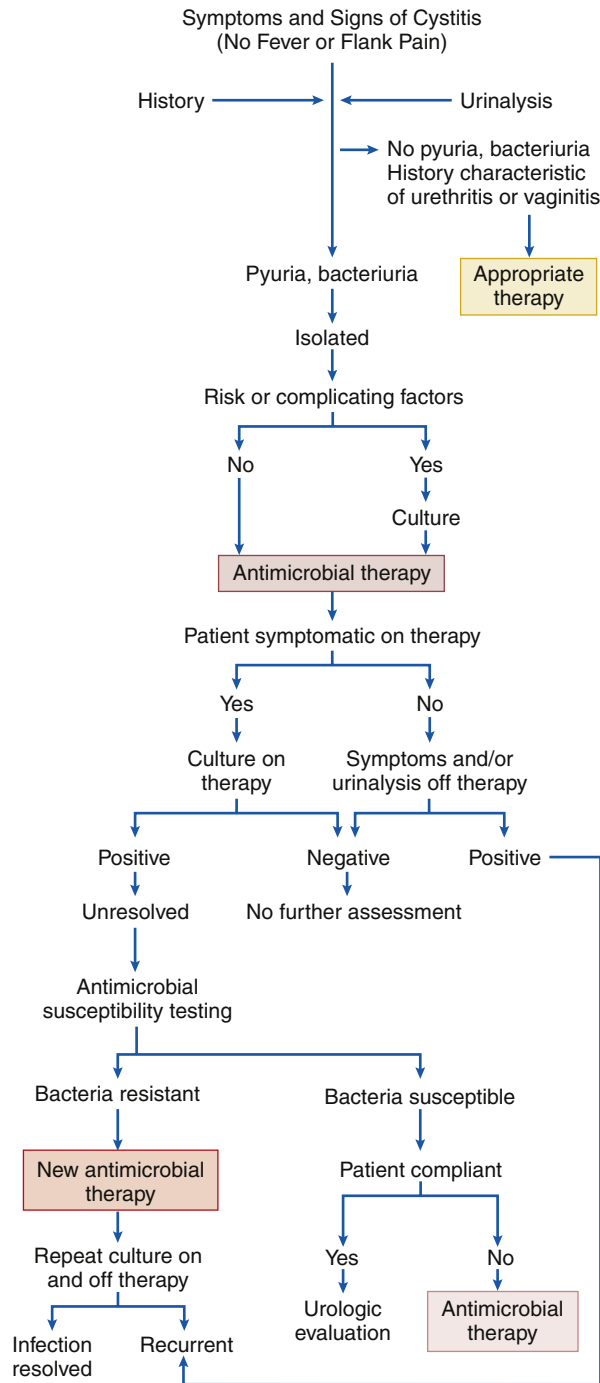 Symptoms and Signs of Cystitis
(No Fever or Flank Pain)
History
Urinalysis
No pyuria, bacteriuria
History characteristic
of urethritis or vaginitis
Pyuria, bacteriuria
Appropriate
therapy
Isolated
Risk or complicating factors
No
Yes
Culture
Antimicrobial therapy
Patient symptomatic on therapy
Yes
No
Culture on
therapy
Symptoms and/or
urinalysis off therapy
Positive
Negative
Positive
Unresolved
No further assessment
Antimicrobial
susceptibility testing
Bacteria resistant
Bacteria susceptible
New antimicrobial
therapy
Patient compliant
Repeat culture on
and off therapy
Yes
No
Urologic
evaluation
Antimicrobial
therapy
Infection
resolved
Recurrent